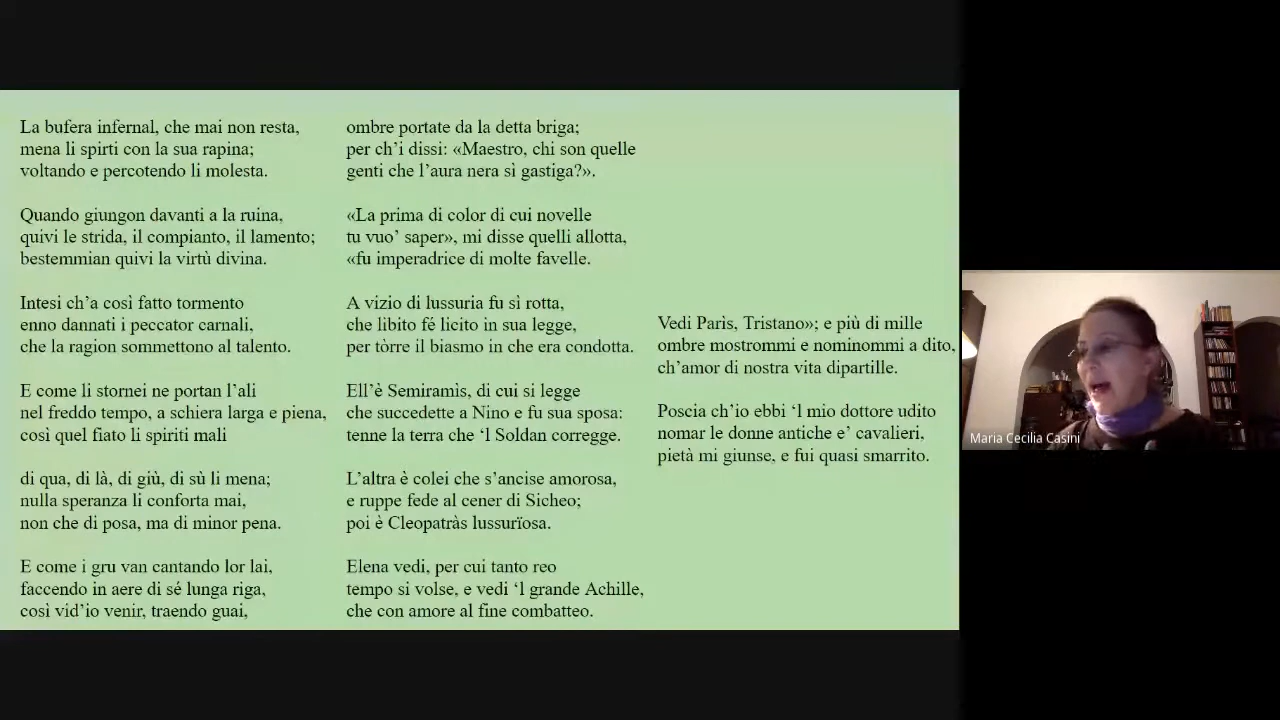 La bufera infernal, che mai non resta,
mena li spirti con la sua rapina;
voltando e percotendo li molesta.
Quando giungon davanti a la ruina,
quivi le strida, il compianto, il lamento;
bestemmian quivi la virtù divina.
Intesi ch’a così fatto tormento
enno dannati i peccator carnali,
che la ragion sommettono al talento.
E come li stornei ne portan l’ali
nel freddo tempo, a schiera larga e piena,
così quel fiato li spiriti mali
di qua, di là, di giù, di sù li mena;
nulla speranza li conforta mai,
non che di posa, ma di minor pena.
E come i gru van cantando lor lai,
faccendo in aere di sé lunga riga,
così vid’io venir, traendo guai,
ombre portate da la detta briga;
per ch’i dissi: «Maestro, chi son quelle
genti che l’aura nera sì gastiga?».
«La prima di color di cui novelle
tu vuo’ saper», mi disse quelli allotta,
«fu imperadrice di molte favelle.
A vizio di lussuria fu sì rotta,
che libito fé licito in sua legge,
per tòrre il biasmo in che era condotta.
Ell’è Semiramìs, di cui si legge
che succedette a Nino e fu sua sposa:
tenne la terra che ‘l Soldan corregge.
L’altra è colei che s’ancise amorosa,
e ruppe fede al cener di Sicheo;
poi è Cleopatràs lussurïosa.
Elena vedi, per cui tanto reo
tempo si volse, e vedi ‘l grande Achille,
che con amore al fine combatteo.
Vedi Parìs, Tristano»; e più di mille
ombre mostrommi e nominommi a dito,
ch’amor di nostra vita dipartille.
Poscia ch’io ebbi ‘l mio dottore udito
nomar le donne antiche e’ cavalieri,
pietà mi giunse, e fui quasi smarrito.
Maria Cecilia Casini